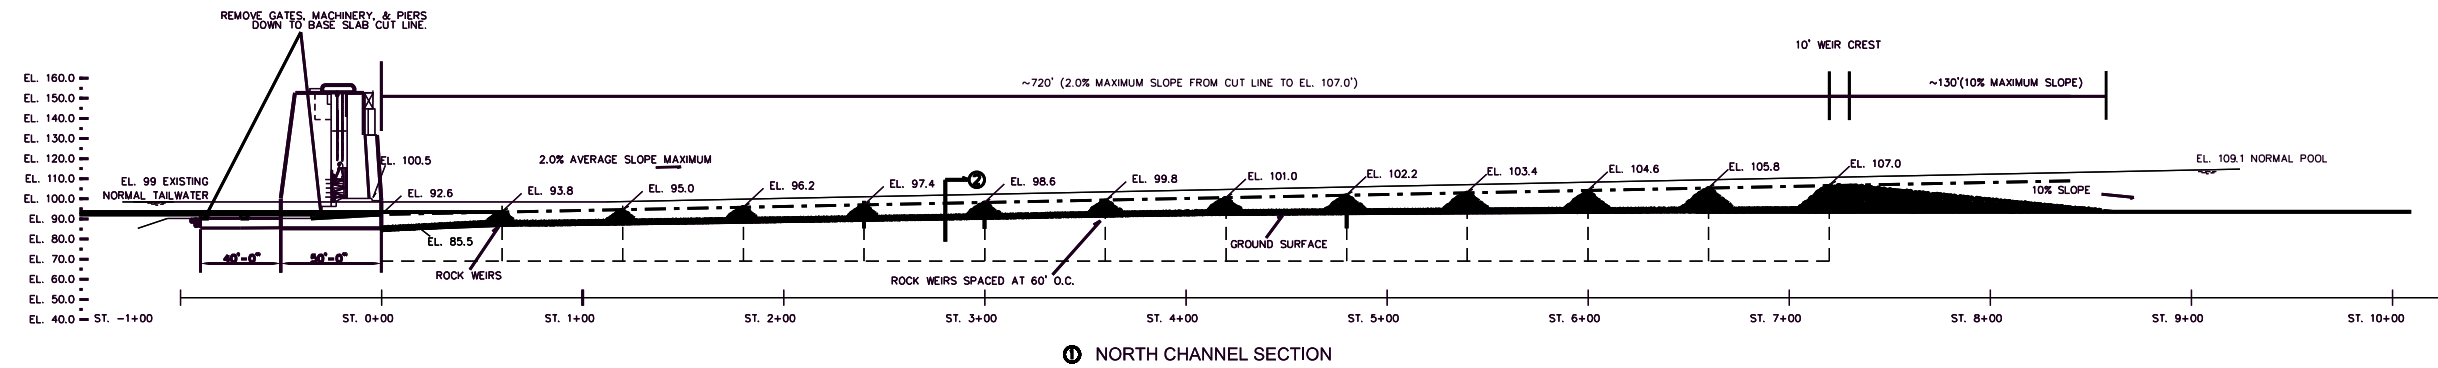 REMOVE GATES, MACHINERY, & PIERS
DOWN TO BASE SLAB CUT LINE.
10' WEIR CREST
~720' (2.0% MAXIMUM SLOPE FROM CUT LINE TO EL. 107.0')
~130'(10% MAXIMUM SLOPE)
EL. 160.0
EL. 150.0
EL. 140.0
EL. 130.0
EL. 120.0
EL. 110.0
EL. 100.0
EL. 90.0
EL. 80.0
EL. 70.0
EL. 60.0
EL. 50.0
EL. 40.0
EL. 99 EXISTING
NORMAL TAILWATER
EL. 100.5
2.0% AVERAGE SLOPE MAXIMUM
EL. 92.6
EL. 93.8
EL. 95.0
EL. 96.2
EL. 97.4
2
EL. 98.6
EL. 99.8
EL. 101.0
EL. 102.2
EL. 103.4
EL. 104.6
EL. 105.8
EL. 107.0
EL. 109.1 NORMAL POOL
10% SLOPE
EL. 85.5
GROUND SURFACE
40'-0"
50'-0"
ROCK WEIRS
ROCK WEIRS SPACED AT 60' O.C.
ST. -1+00
ST. 0+00
ST. 1+00
ST. 2+00
ST. 3+00
ST. 4+00
ST. 5+00
ST. 6+00
ST. 7+00
ST. 8+00
ST. 9+00
ST. 10+00
1 NORTH CHANNEL SECTION